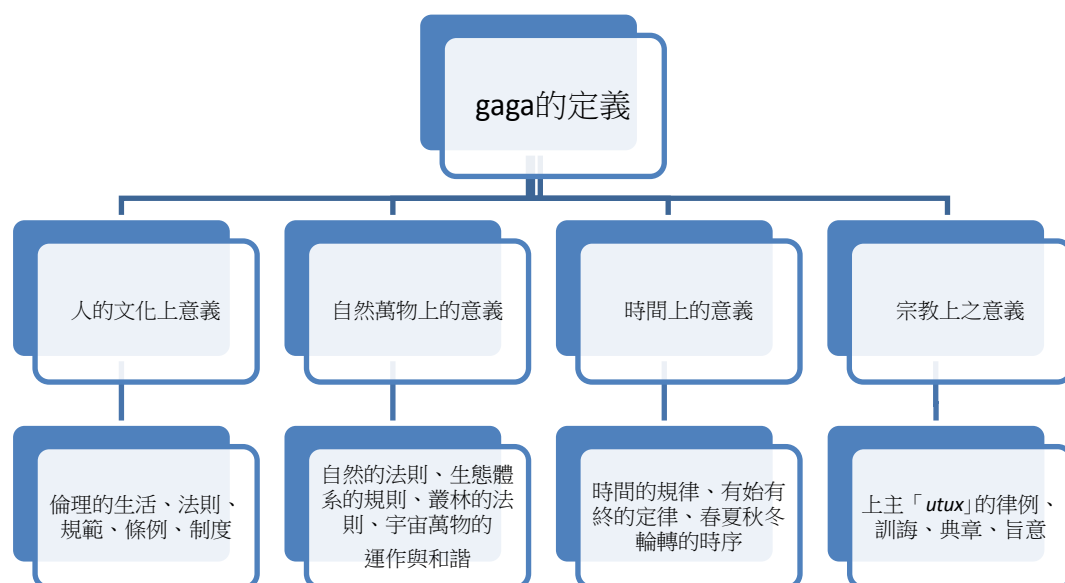 gaga的定義
人的文化上意義
自然萬物上的意義
時間上的意義
宗教上之意義
倫理的生活、法則、
規範、條例、制度
自然的法則、生態體
系的規則、叢林的法
則、宇宙萬物的
運作與和諧
時間的規律、有始有
終的定律、春夏秋冬
輪轉的時序
上主「utux」的律例、
訓誨、典章、旨意